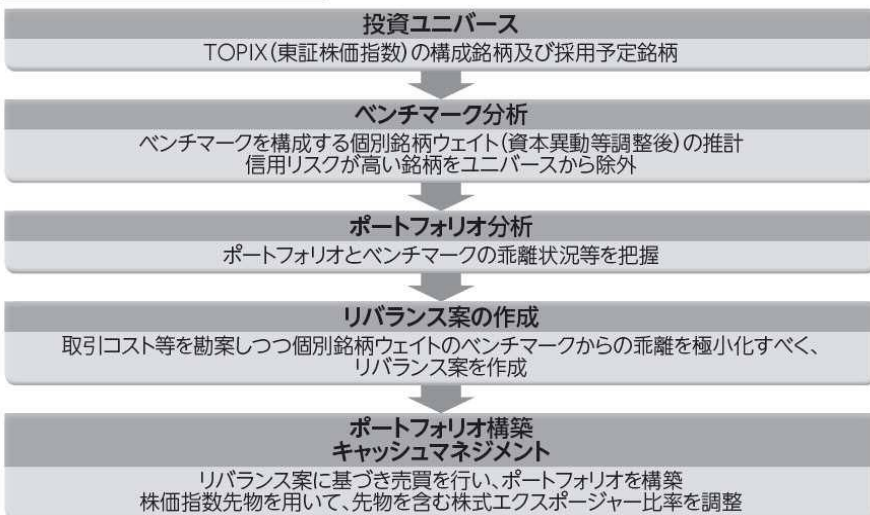 投資ユニバース
TOPIX(東証株価指数)の構成銘柄及び採用予定銘柄
ベンチマーク分析
ベンチマークを構成する個別銘柄ウェイト(資本異動等調整後)の推計
信用リスクが高い銘柄をユニバースから除外
ポートフォリオ分析
ポートフォリオとベンチマークの乖離状況等を把握
リバランス案の作成
取引コスト等を勘案しつつ個別銘柄ウェイトのベンチマークからの乖離を極小化すべく、
リバランス案を作成
ポートフォリオ構築
キャッシュマネジメント
リバランス案に基づき売買を行い、ポートフォリオを構築
株価指数先物を用いて、先物を含む株式エクスポージャー比率を調整